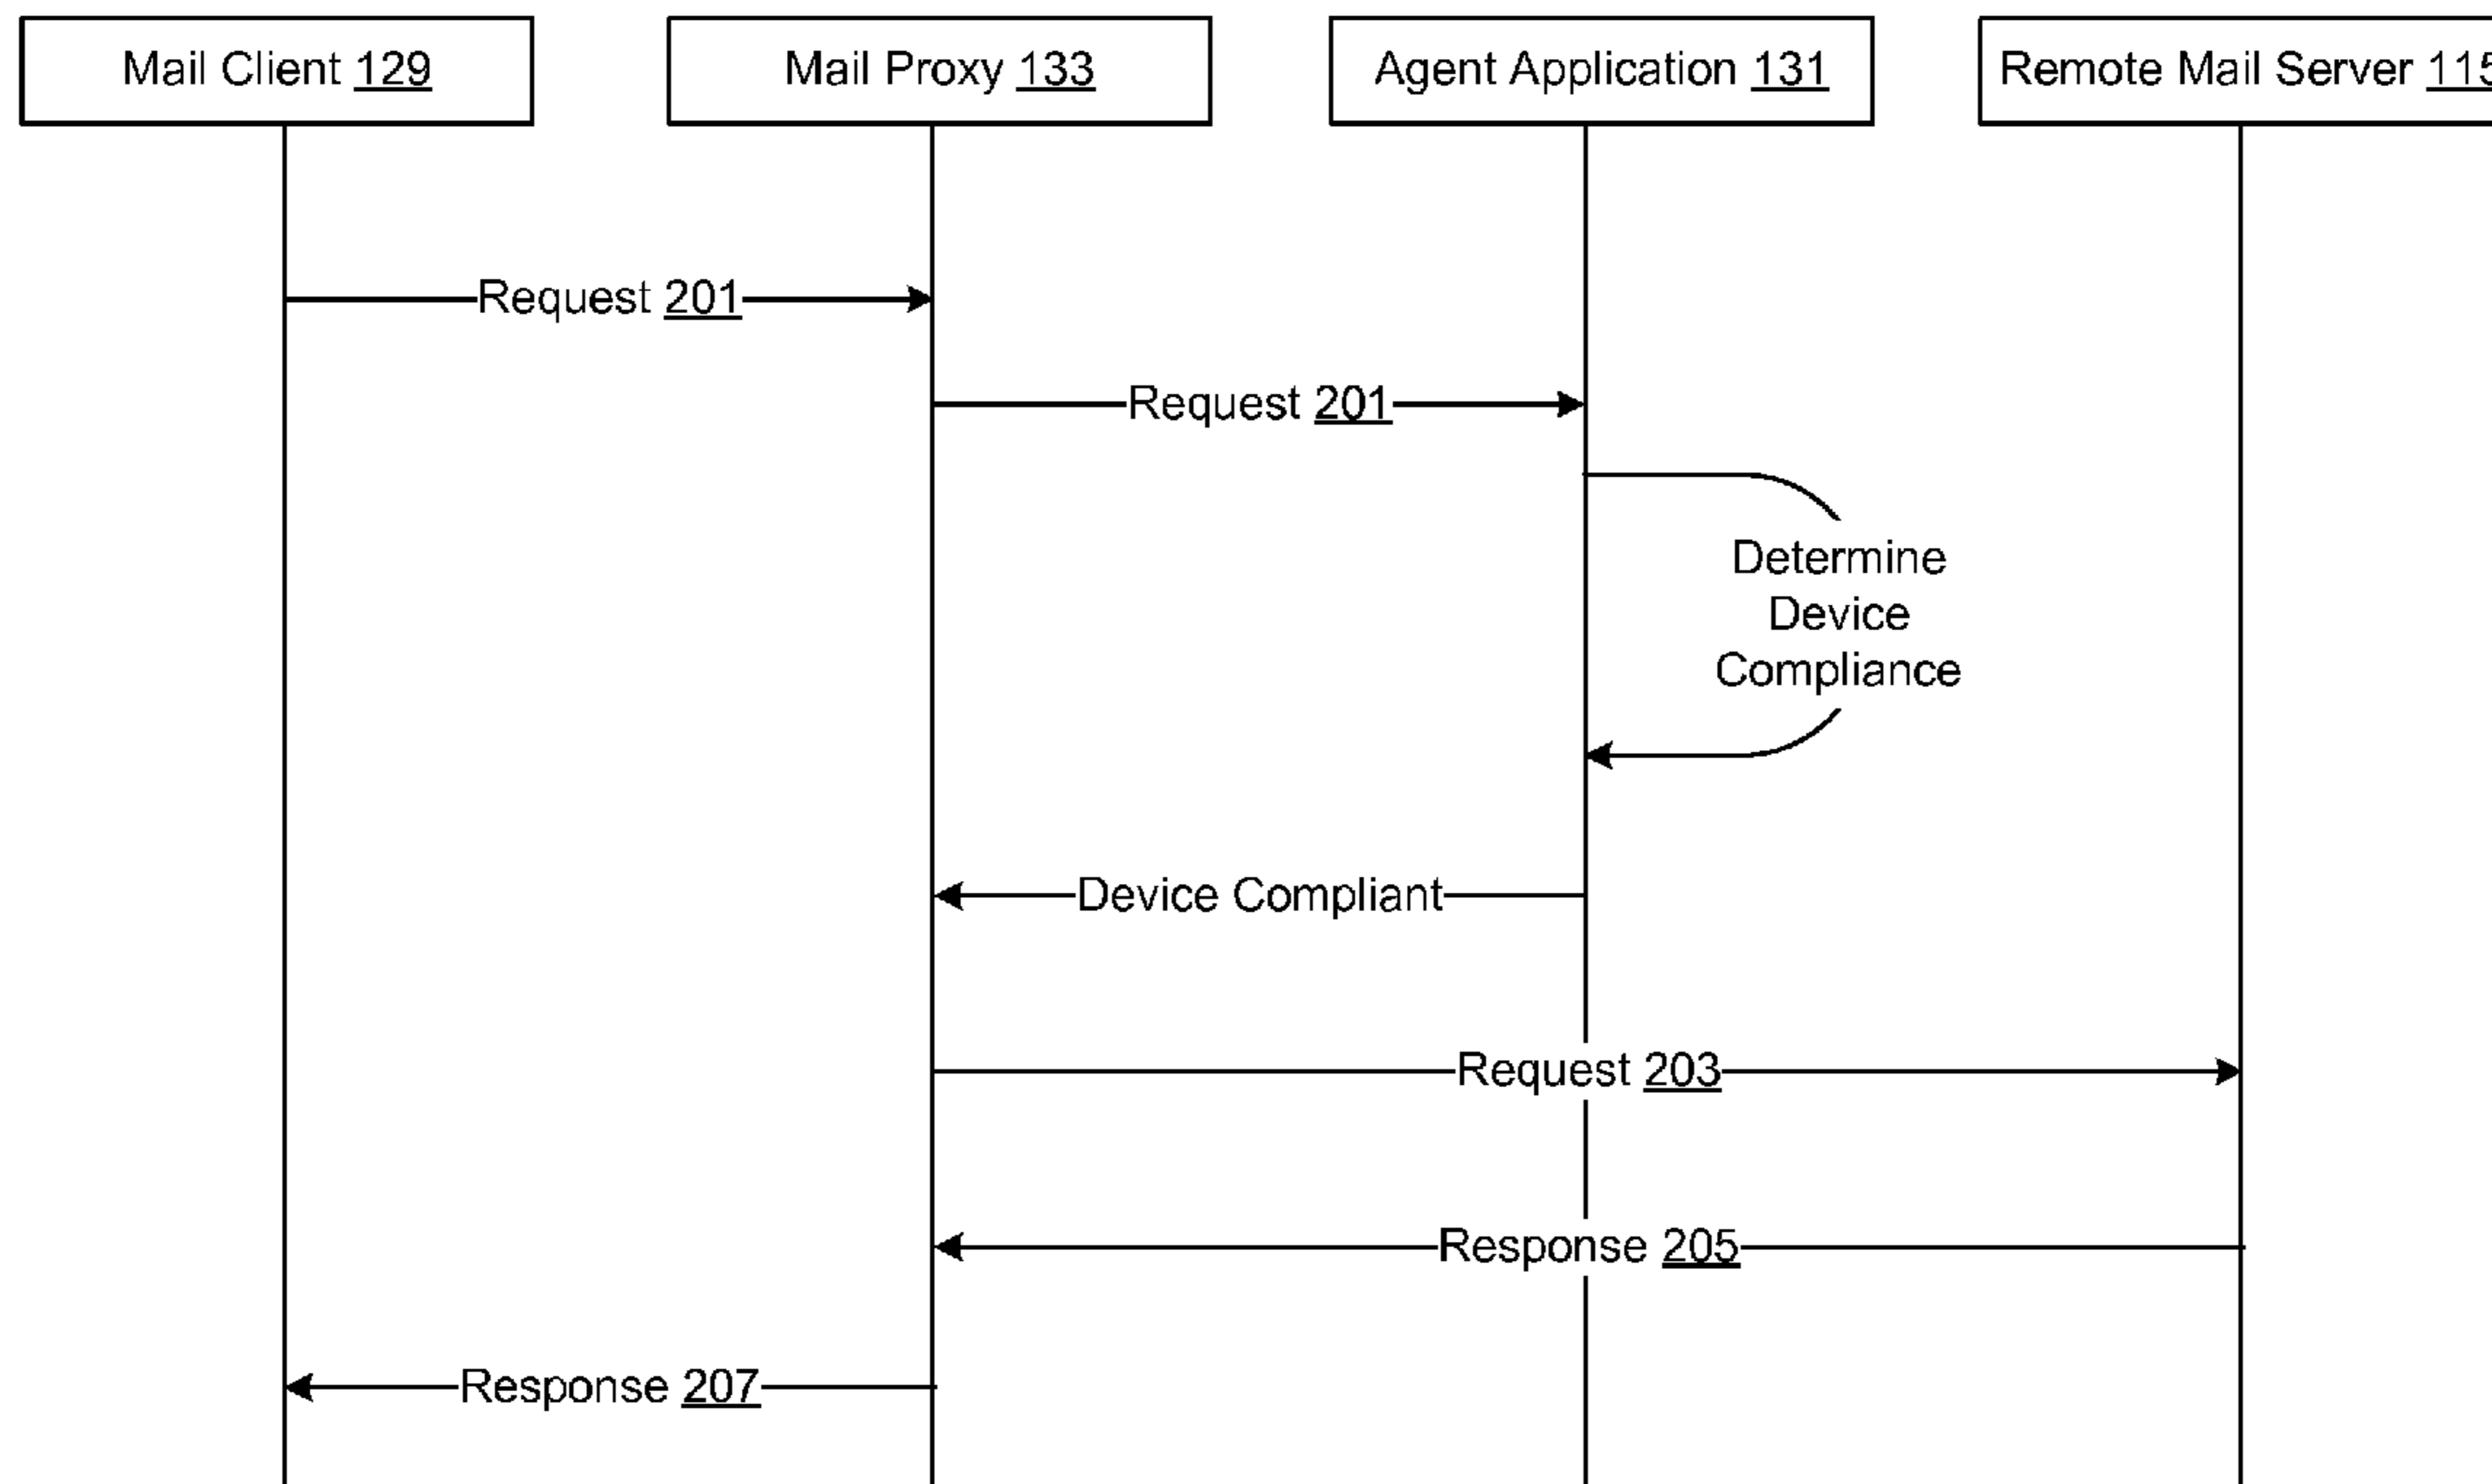 Mail Client 129
Mail Proxy 133
Agent Application 131
Remote Mail Server 115
Request 201
Request 201
Determine
Device
Compliance
Device Compliant
Request 203
Response 205
Response 207